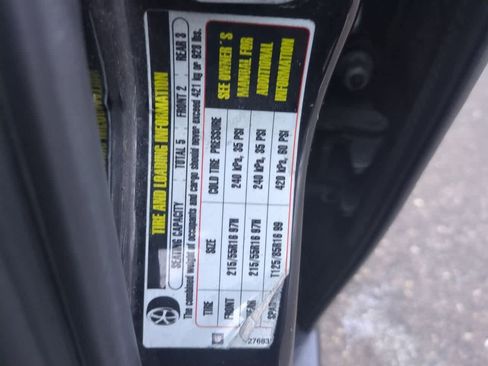 TIRE AND LOADING INFORMATION
SEATING CAPACITY TOTAL 5 FRONT 2 REAR 3
The combined weight of occupants and cargo should never exceed 421 kg or 928 lbs.
TIRE SIZE COLD TIRE PRESSURE
FRONT 215/55R16 97H 240 kPa, 35 PSI
REAR 215/55R16 97H 240 kPa, 35 PSI
T125/85R16 99 420 kPa, 60 PSI
SEE OWNER'S
MANUAL FOR
ADDITIONAL
INFORMATION